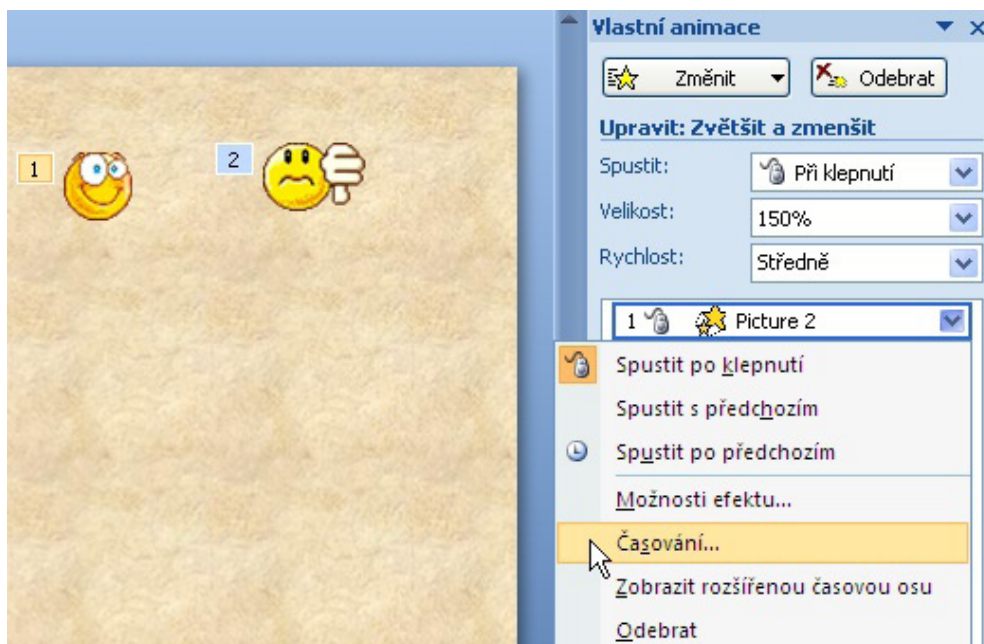 Vlastní animace
Změnit
Odebrat
Upravit: Zvětšit a zmenšit
Spustit:
Při klepnutí
Velikost:
150%
Rychlost:
Středně
1
2
1 Picture 2
Spustit po klepnutí
Spustit s předchozím
Spustit po předchozím
Možnosti efektu...
Časování...
Zobrazit rozšířenou časovou osu
Odebrat